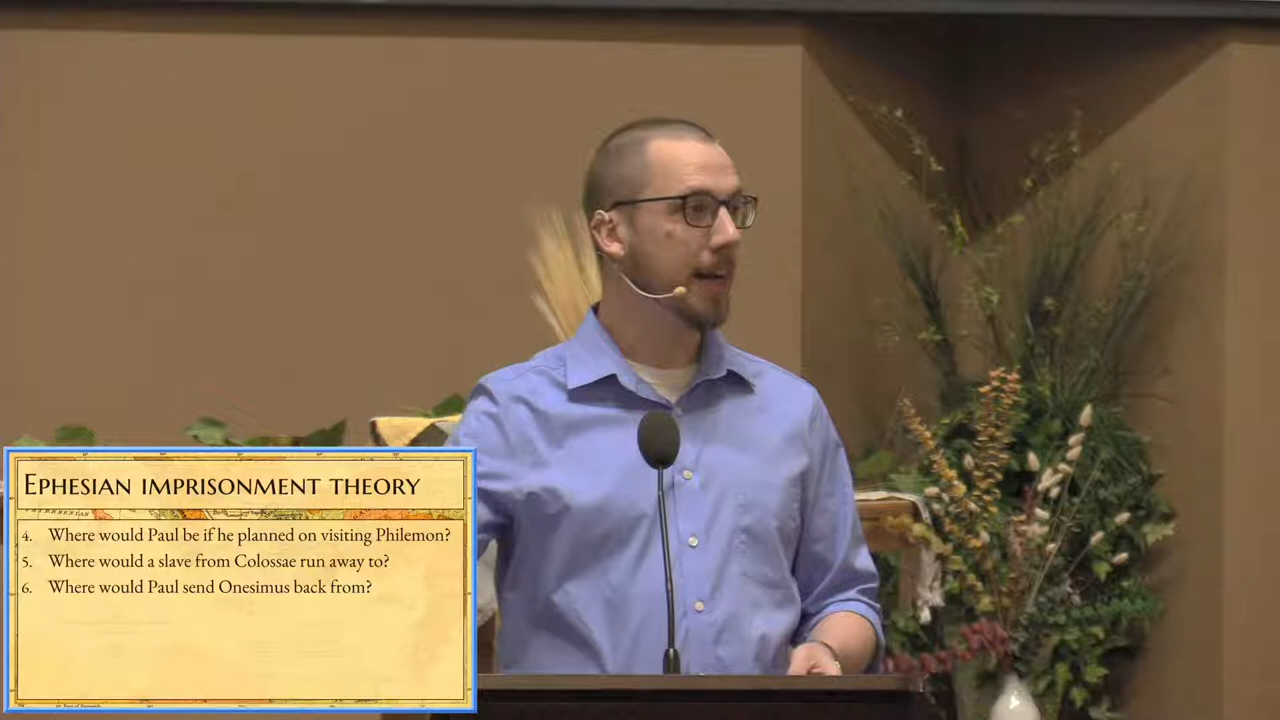 Ephesian imprisonment theory
4. Where would Paul be if he planned on visiting Philemon?
5. Where would a slave from Colossae run away to?
6. Where would Paul send Onesimus back from?